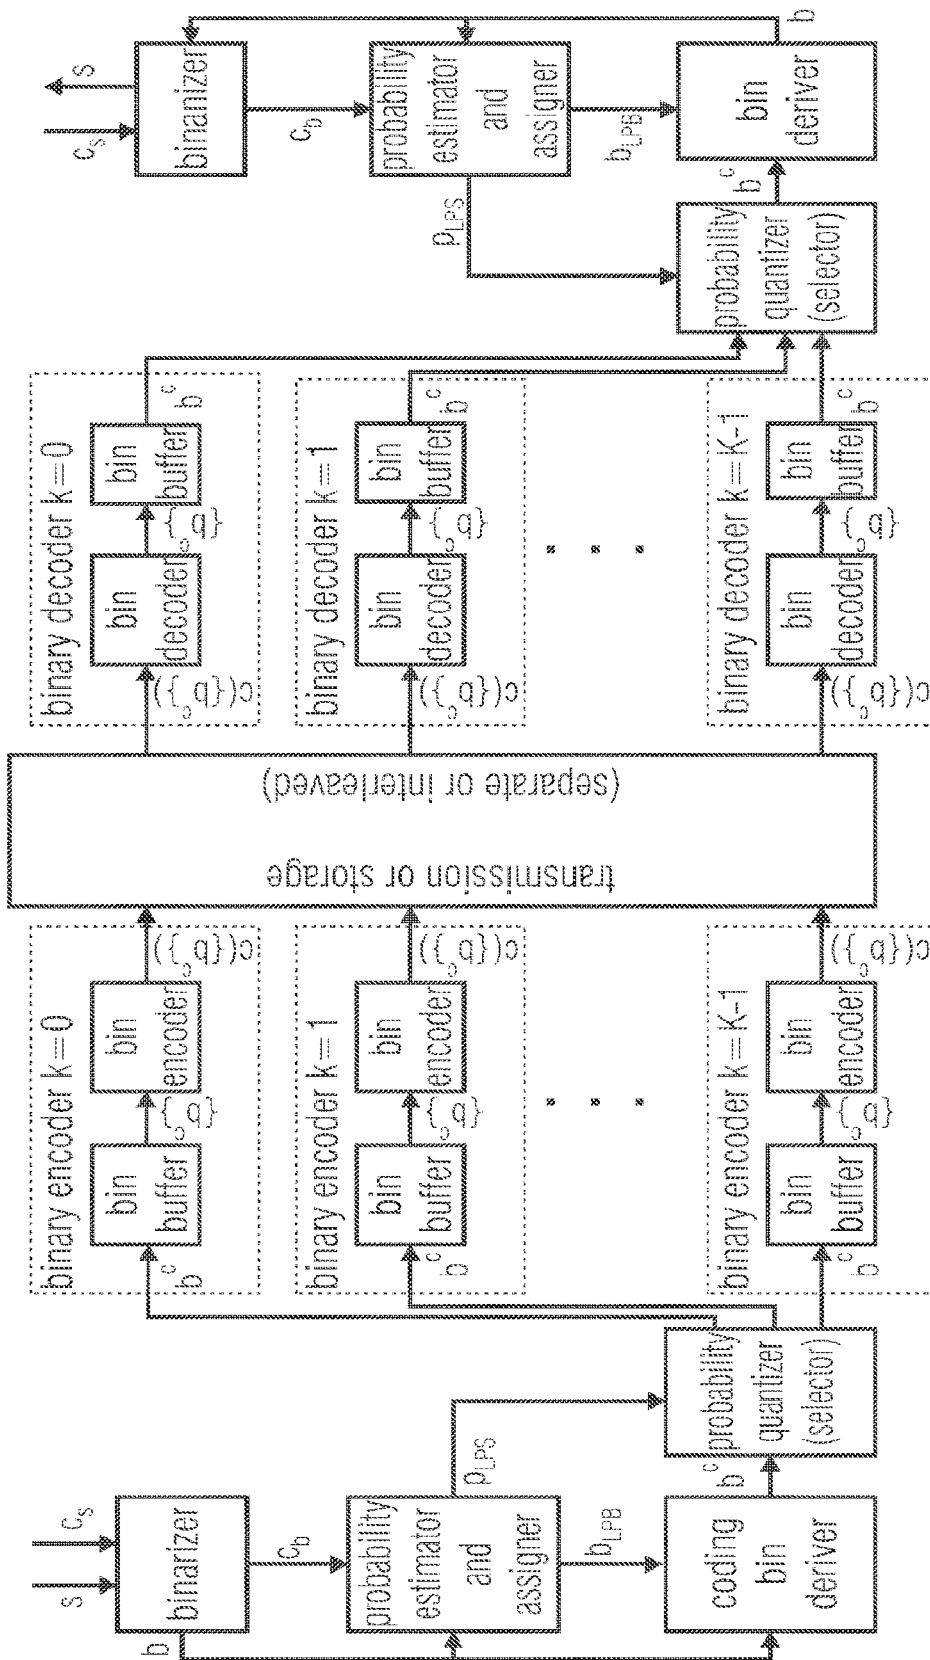 s
c_s
binarizer
b
c_b
probability
estimator
and
assigner
p_LPS
b_LPB
coding
bin
deriver
b^c
probability
quantizer
(selector)
binary encoder k=0
b^c
bin
buffer
{b^c}
bin
encoder
c({b^c})
binary encoder k=1
b^c
bin
buffer
{b^c}
bin
encoder
c({b^c})
. . .
binary encoder k=K-1
b^c
bin
buffer
{b^c}
bin
encoder
c({b^c})
transmission or storage
(separate or interleaved)
binary decoder k=0
c({b^c})
bin
decoder
{b^c}
bin
buffer
b^c
binary decoder k=1
c({b^c})
bin
decoder
{b^c}
bin
buffer
b^c
. . .
binary decoder k=K-1
c({b^c})
bin
decoder
{b^c}
bin
buffer
b^c
c_s
s
binanizer
c_b
probability
estimator
and
assigner
p_LPS
b_LPB
probability
quantizer
(selector)
b^c
bin
deriver
b